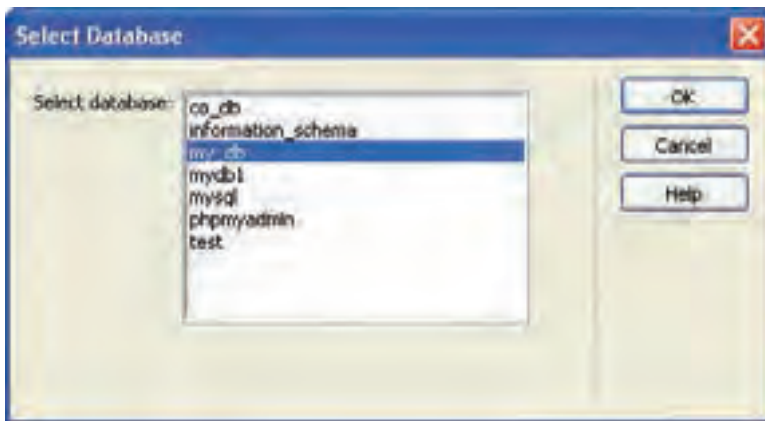 Select Database
Select database:
co_db
information_schema
my_db
mydb1
mysql
phpmyadmin
test
OK
Cancel
Help